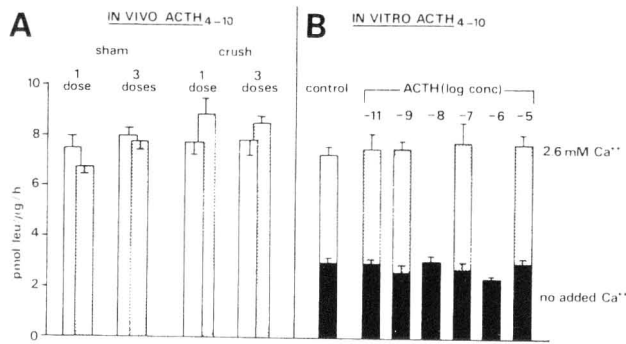 A
IN VIVO ACTH 4-10
sham crush
1 dose 3 doses 1 dose 3 doses
10
8
6
4
2
0
pmol leu/µg/h
B
IN VITRO ACTH 4-10
control ACTH (log conc)
-11 -9 -8 -7 -6 -5
2.6 mM Ca··
no added Ca··